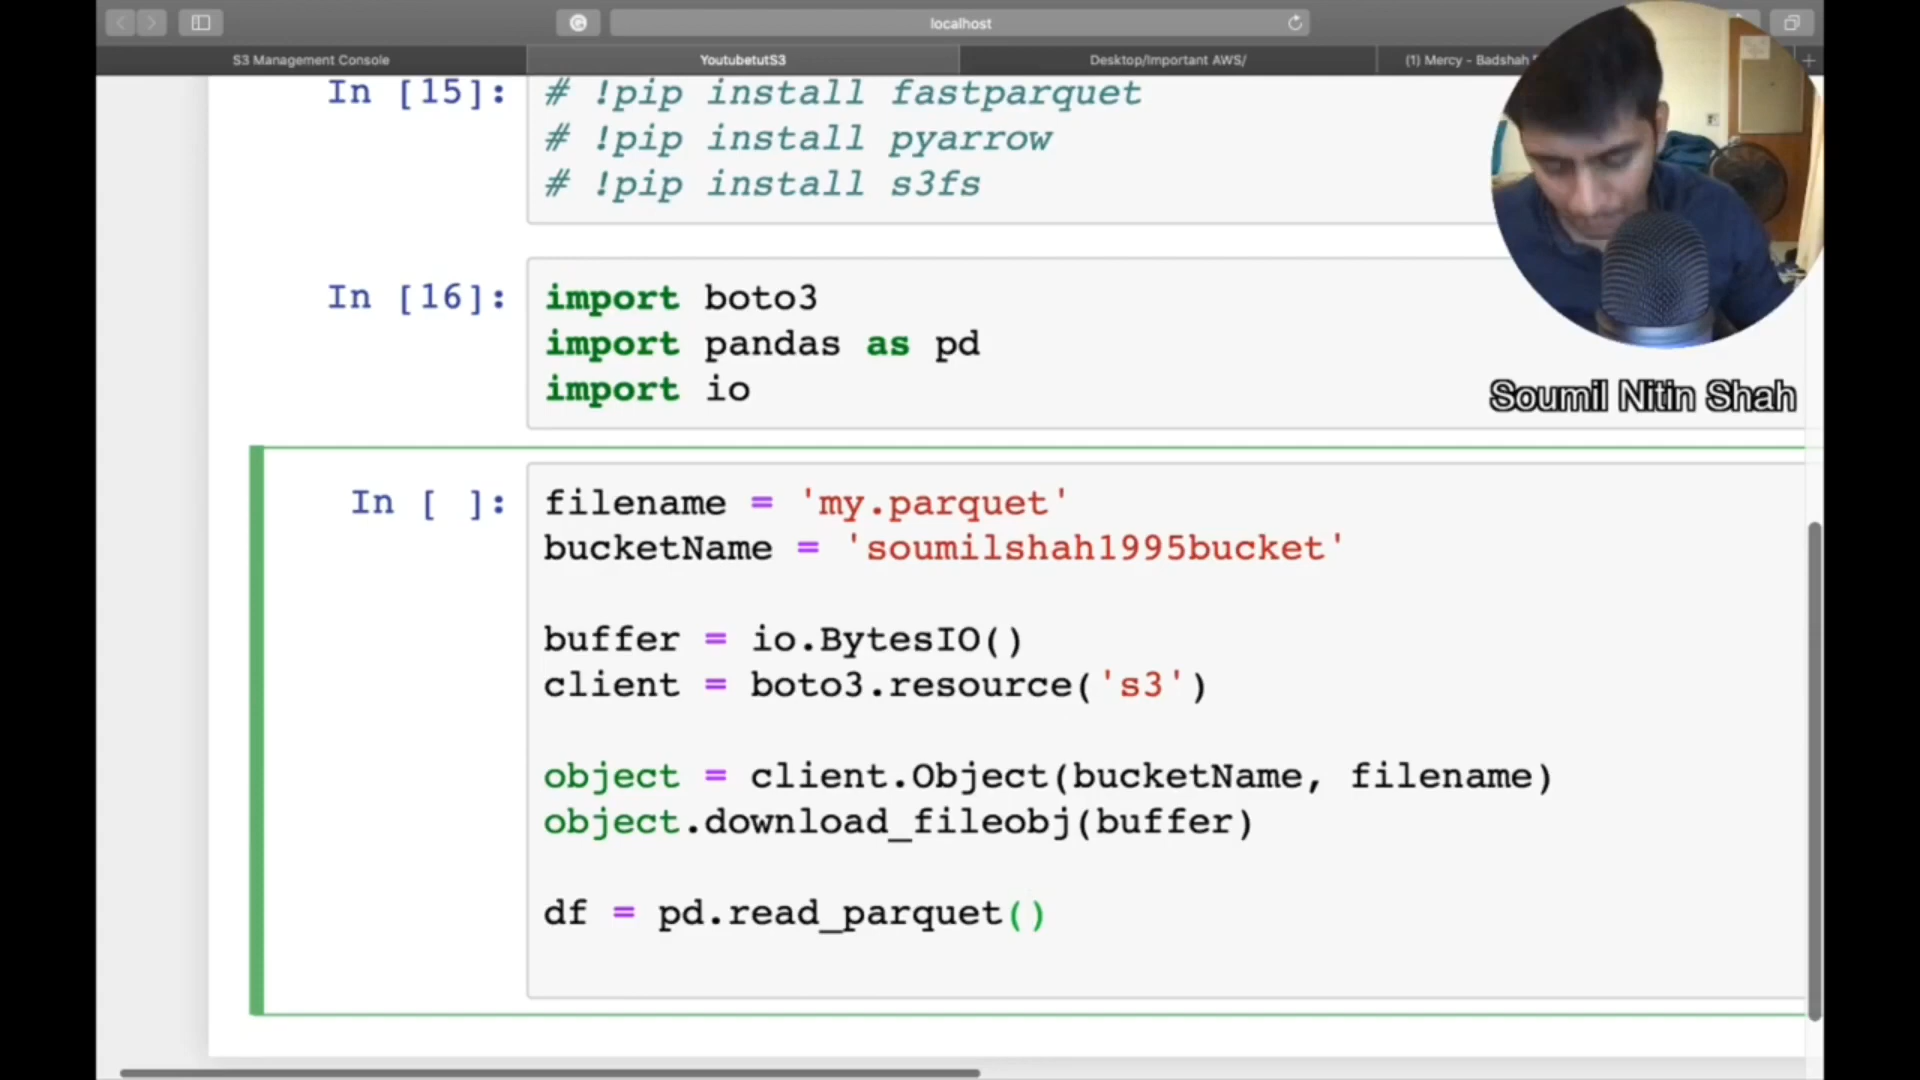 localhost
S3 Management Console
YoutubetutS3
Desktop/Important AWS/
(1) Mercy - Badshah
In [15]:
# !pip install fastparquet
# !pip install pyarrow
# !pip install s3fs
In [16]:
import boto3
import pandas as pd
import io
Soumil Nitin Shah
In [ ]:
filename = 'my.parquet'
bucketName = 'soumilshah1995bucket'
buffer = io.BytesIO()
client = boto3.resource('s3')
object = client.Object(bucketName, filename)
object.download_fileobj(buffer)
df = pd.read_parquet()